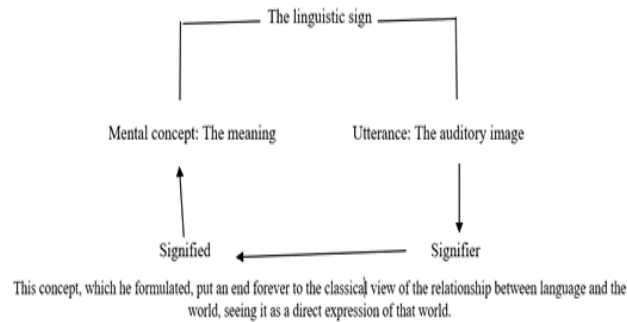 The linguistic sign
Mental concept: The meaning
Utterance: The auditory image
Signified
Signifier
This concept, which he formulated, put an end forever to the classical view of the relationship between language and the
world, seeing it as a direct expression of that world.